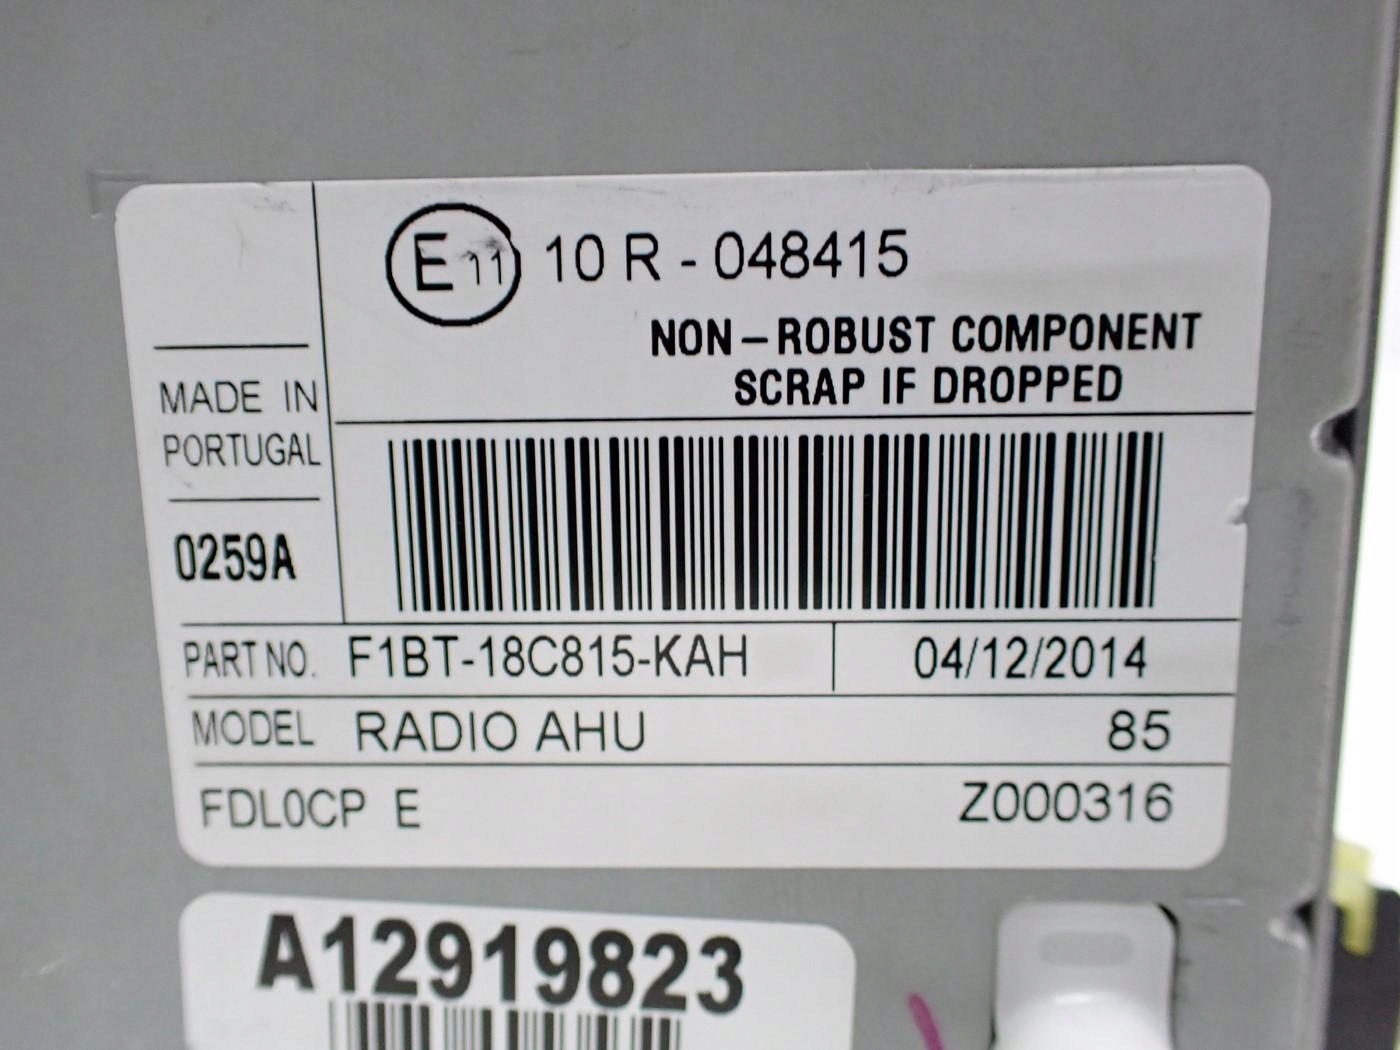 E 11 10 R - 048415
NON-ROBUST COMPONENT
SCRAP IF DROPPED
MADE IN
PORTUGAL
0259A
PART NO. F1BT-18C815-KAH 04/12/2014
MODEL RADIO AHU 85
FDL0CP E Z000316
A12919823